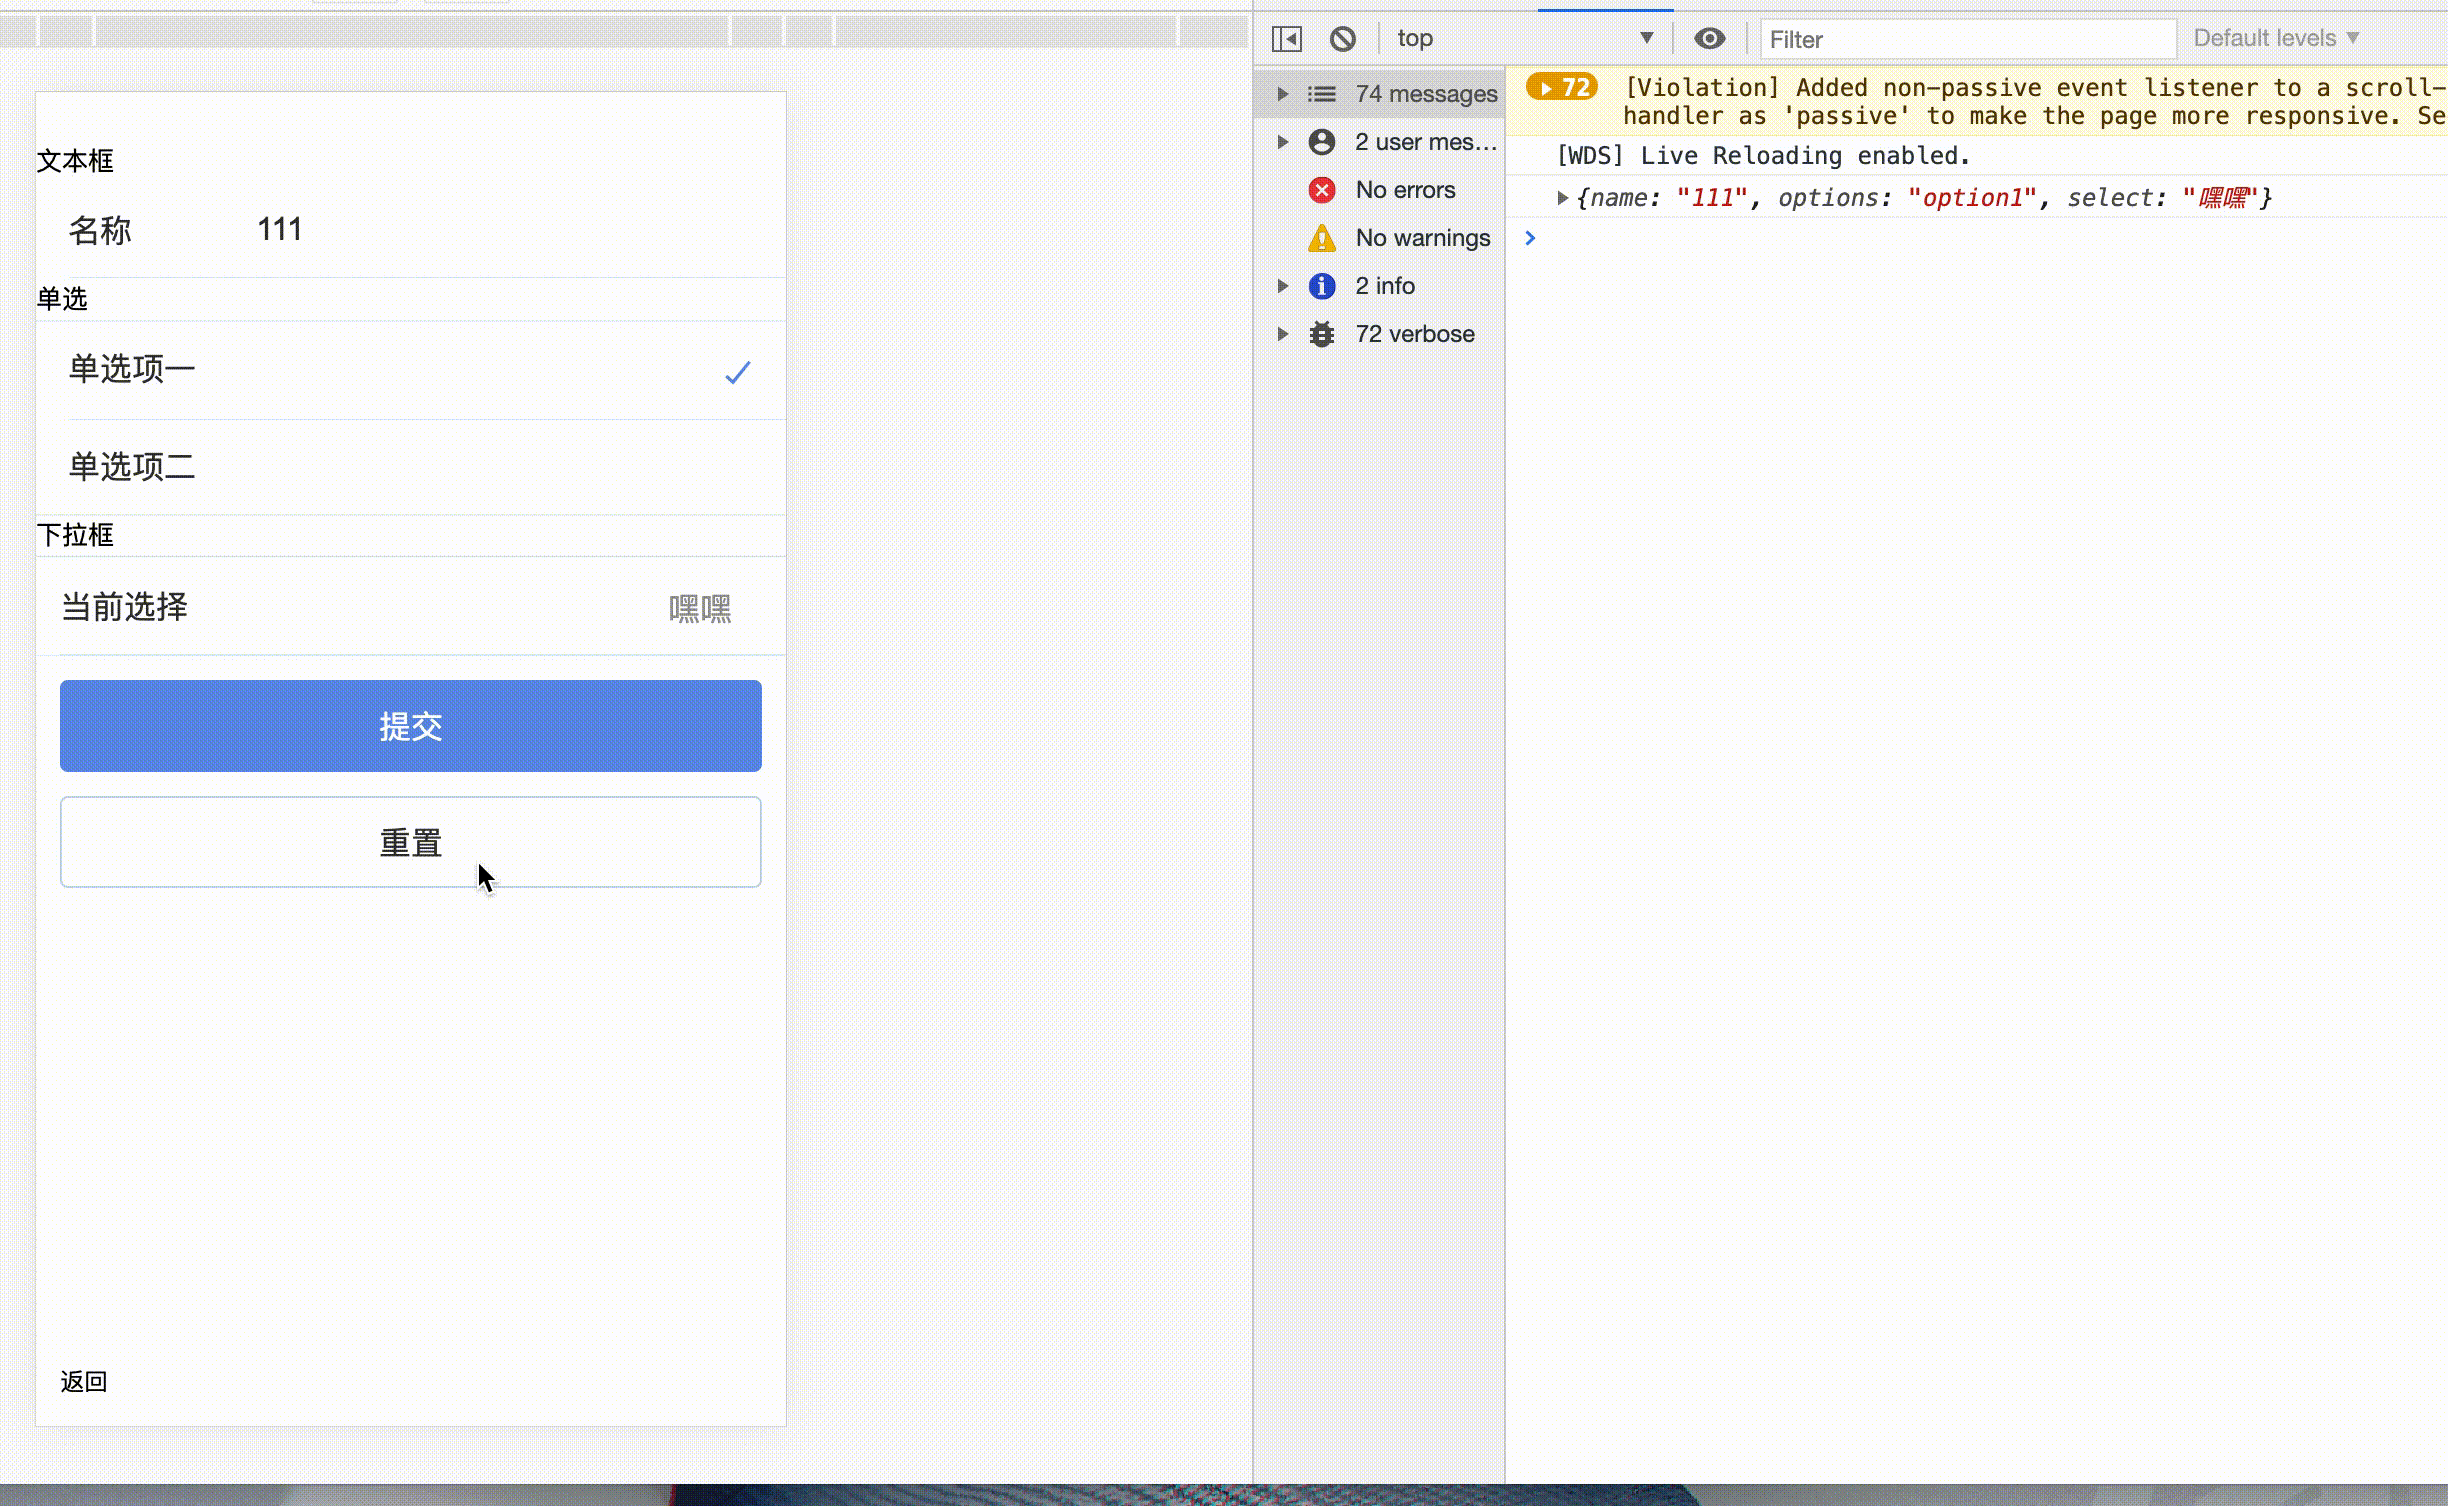 文本框
名称 111
单选
单选项一
单选项二
下拉框
当前选择 嘿嘿
提交
重置
返回
top
Filter
Default levels
74 messages
2 user mes…
No errors
No warnings
2 info
72 verbose
72 [Violation] Added non-passive event listener to a scroll-
handler as 'passive' to make the page more responsive. Se
[WDS] Live Reloading enabled.
{name: "111", options: "option1", select: "嘿嘿"}